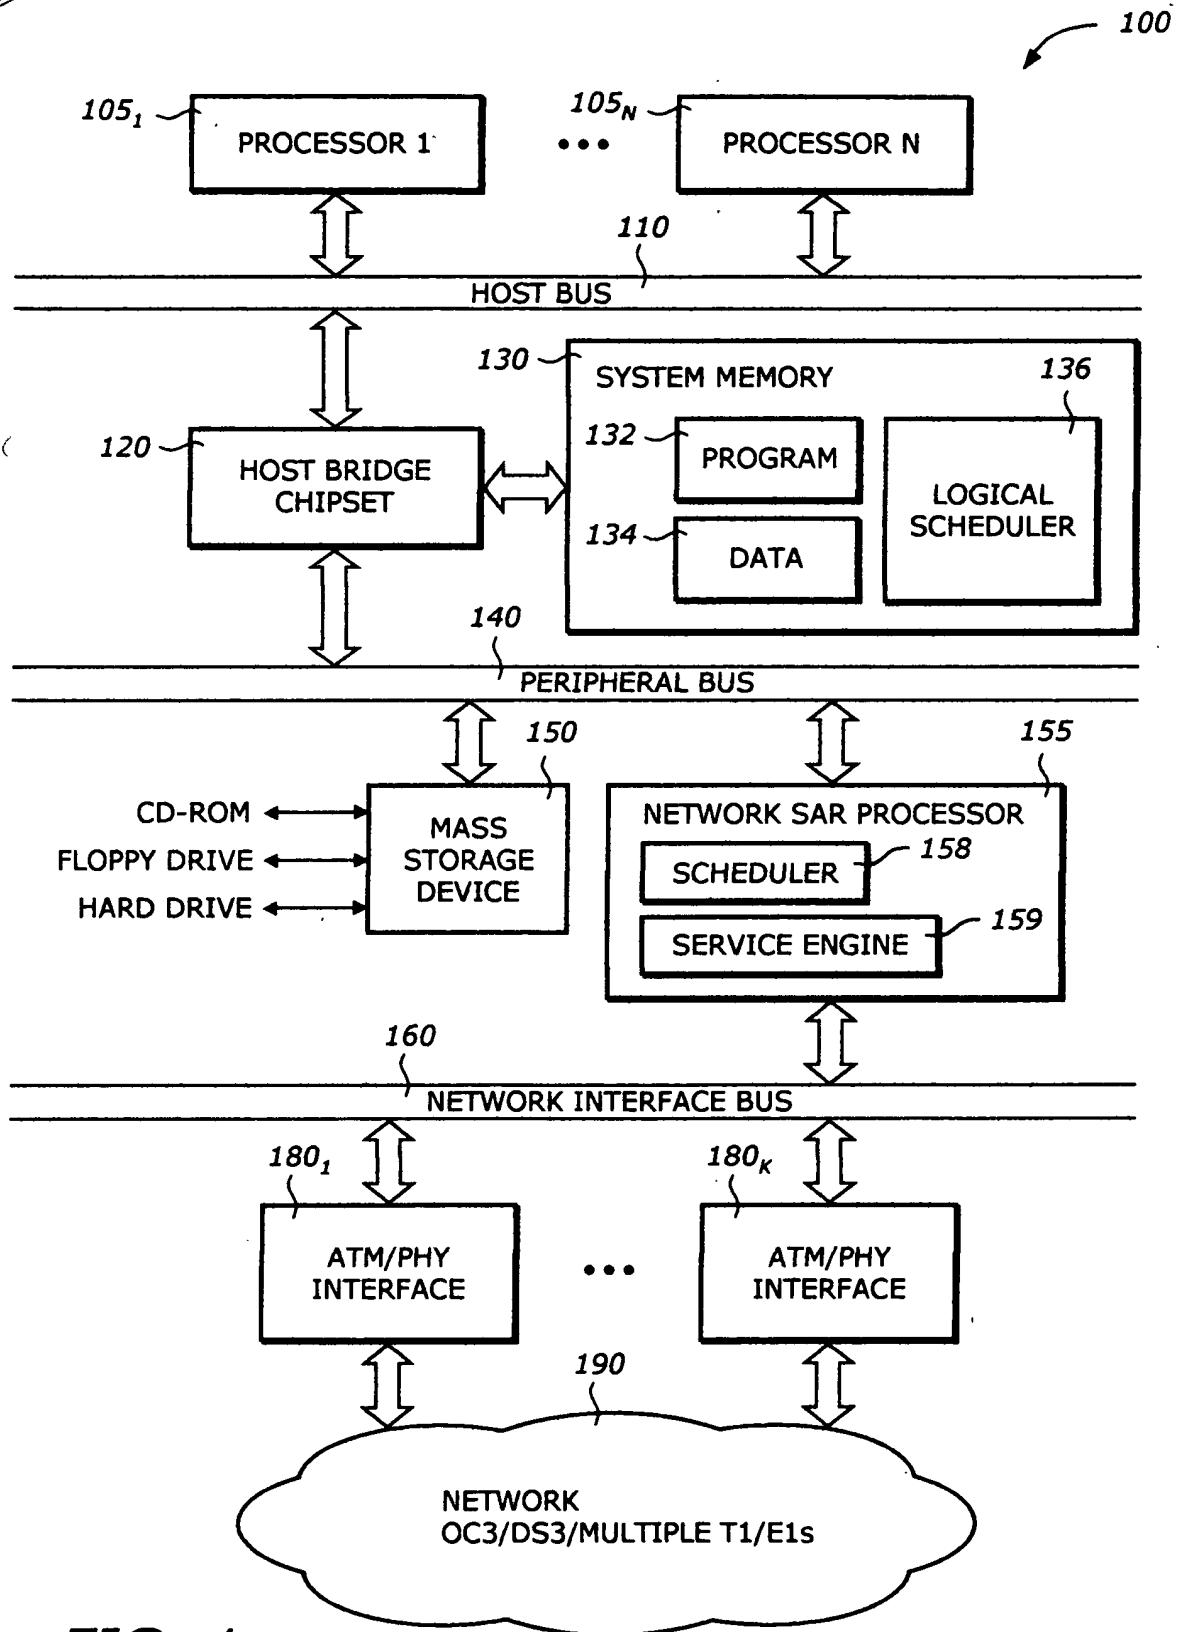 100
105₁
PROCESSOR 1
105N
PROCESSOR N
110
HOST BUS
120
HOST BRIDGE
CHIPSET
130
SYSTEM MEMORY
132
PROGRAM
134
DATA
136
LOGICAL
SCHEDULER
140
PERIPHERAL BUS
150
MASS
STORAGE
DEVICE
CD-ROM
FLOPPY DRIVE
HARD DRIVE
155
NETWORK SAR PROCESSOR
SCHEDULER
158
SERVICE ENGINE
159
160
NETWORK INTERFACE BUS
180₁
ATM/PHY
INTERFACE
180K
ATM/PHY
INTERFACE
190
NETWORK
OC3/DS3/MULTIPLE T1/E1s